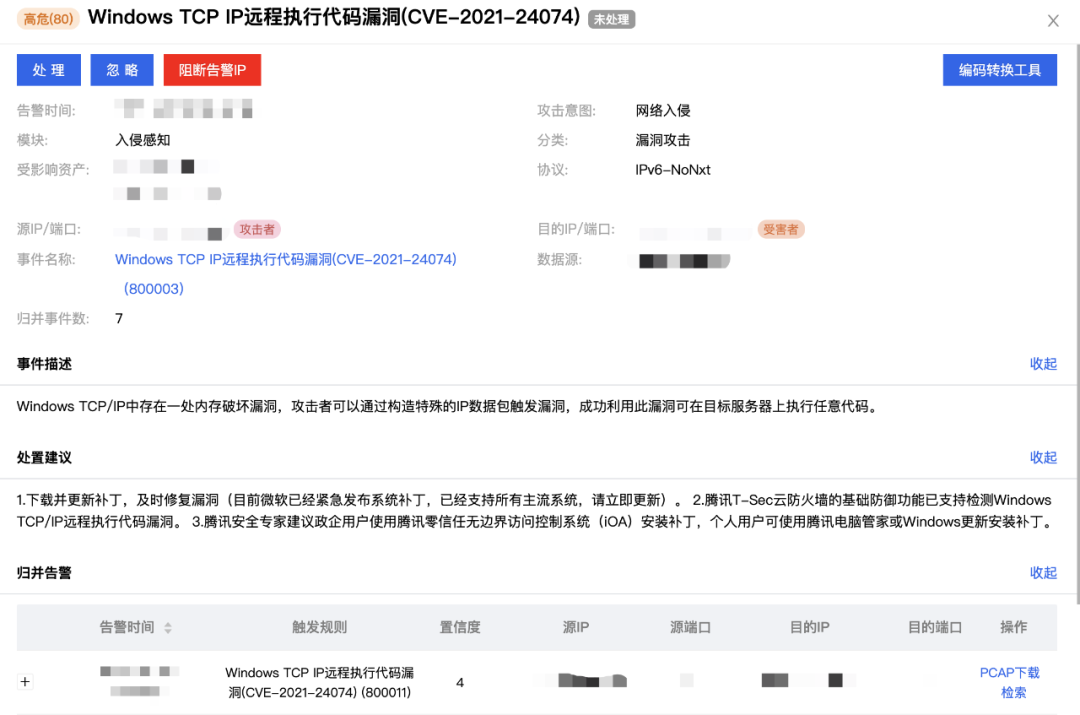 高危(80) Windows TCP IP远程执行代码漏洞(CVE-2021-24074) 未处理
处 理 忽 略 阻断告警IP 编码转换工具
告警时间: 攻击意图: 网络入侵
模块: 入侵感知 分类: 漏洞攻击
受影响资产: 协议: IPv6-NoNxt
源IP/端口: 攻击者 目的IP/端口: 受害者
事件名称: Windows TCP IP远程执行代码漏洞(CVE-2021-24074) 数据源:
(800003)
归并事件数: 7
事件描述 收起
Windows TCP/IP中存在一处内存破坏漏洞，攻击者可以通过构造特殊的IP数据包触发漏洞，成功利用此漏洞可在目标服务器上执行任意代码。
处置建议 收起
1.下载并更新补丁，及时修复漏洞（目前微软已经紧急发布系统补丁，已经支持所有主流系统，请立即更新）。 2.腾讯T-Sec云防火墙的基础防御功能已支持检测Windows
TCP/IP远程执行代码漏洞。 3.腾讯安全专家建议政企用户使用腾讯零信任无边界访问控制系统（iOA）安装补丁，个人用户可使用腾讯电脑管家或Windows更新安装补丁。
归并告警 收起
告警时间 触发规则 置信度 源IP 源端口 目的IP 目的端口 操作
Windows TCP IP远程执行代码漏 4 PCAP下载
洞(CVE-2021-24074) (800011) 检索